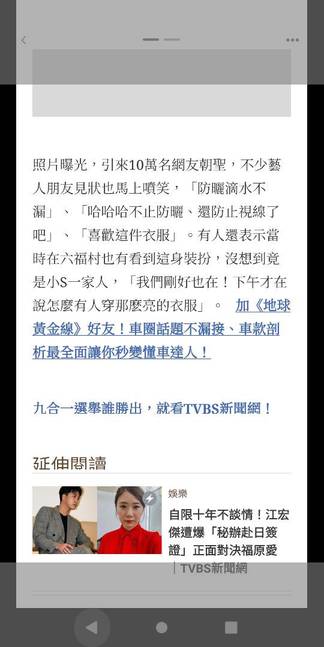 照片曝光，引來10萬名網友朝聖，不少藝
人朋友見狀也馬上噴笑，「防曬滴水不
漏」、「哈哈哈不止防曬、還防止視線了
吧」、「喜歡這件衣服」。有人還表示當
時在六福村也有看到這身裝扮，沒想到竟
是小S一家人，「我們剛好也在！下午才在
說怎麼有人穿那麼亮的衣服」。 加《地球
黃金線》好友！車圈話題不漏接、車款剖
析最全面讓你秒變懂車達人！
九合一選舉誰勝出，就看TVBS新聞網！
延伸閱讀
娛樂
自限十年不談情！江宏
傑遭爆「秘辦赴日簽
證」正面對決福原愛
｜TVBS新聞網